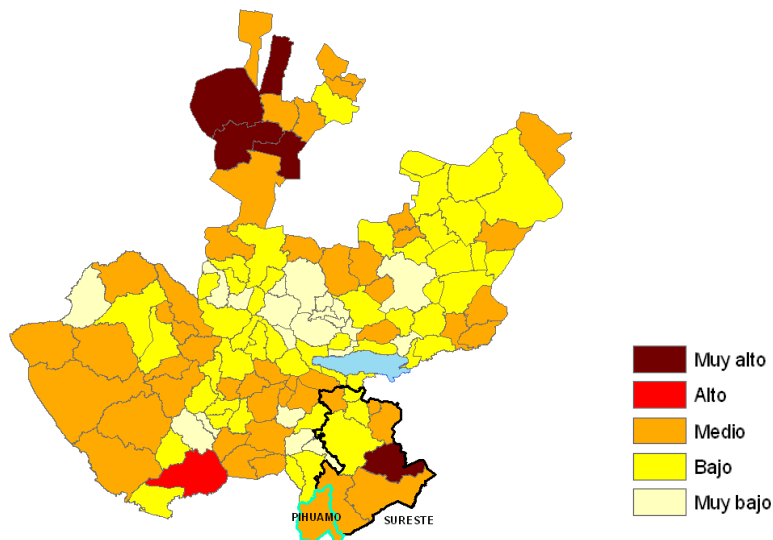 Muy alto
Alto
Medio
Bajo
Muy bajo
PIHUAMO
SURESTE